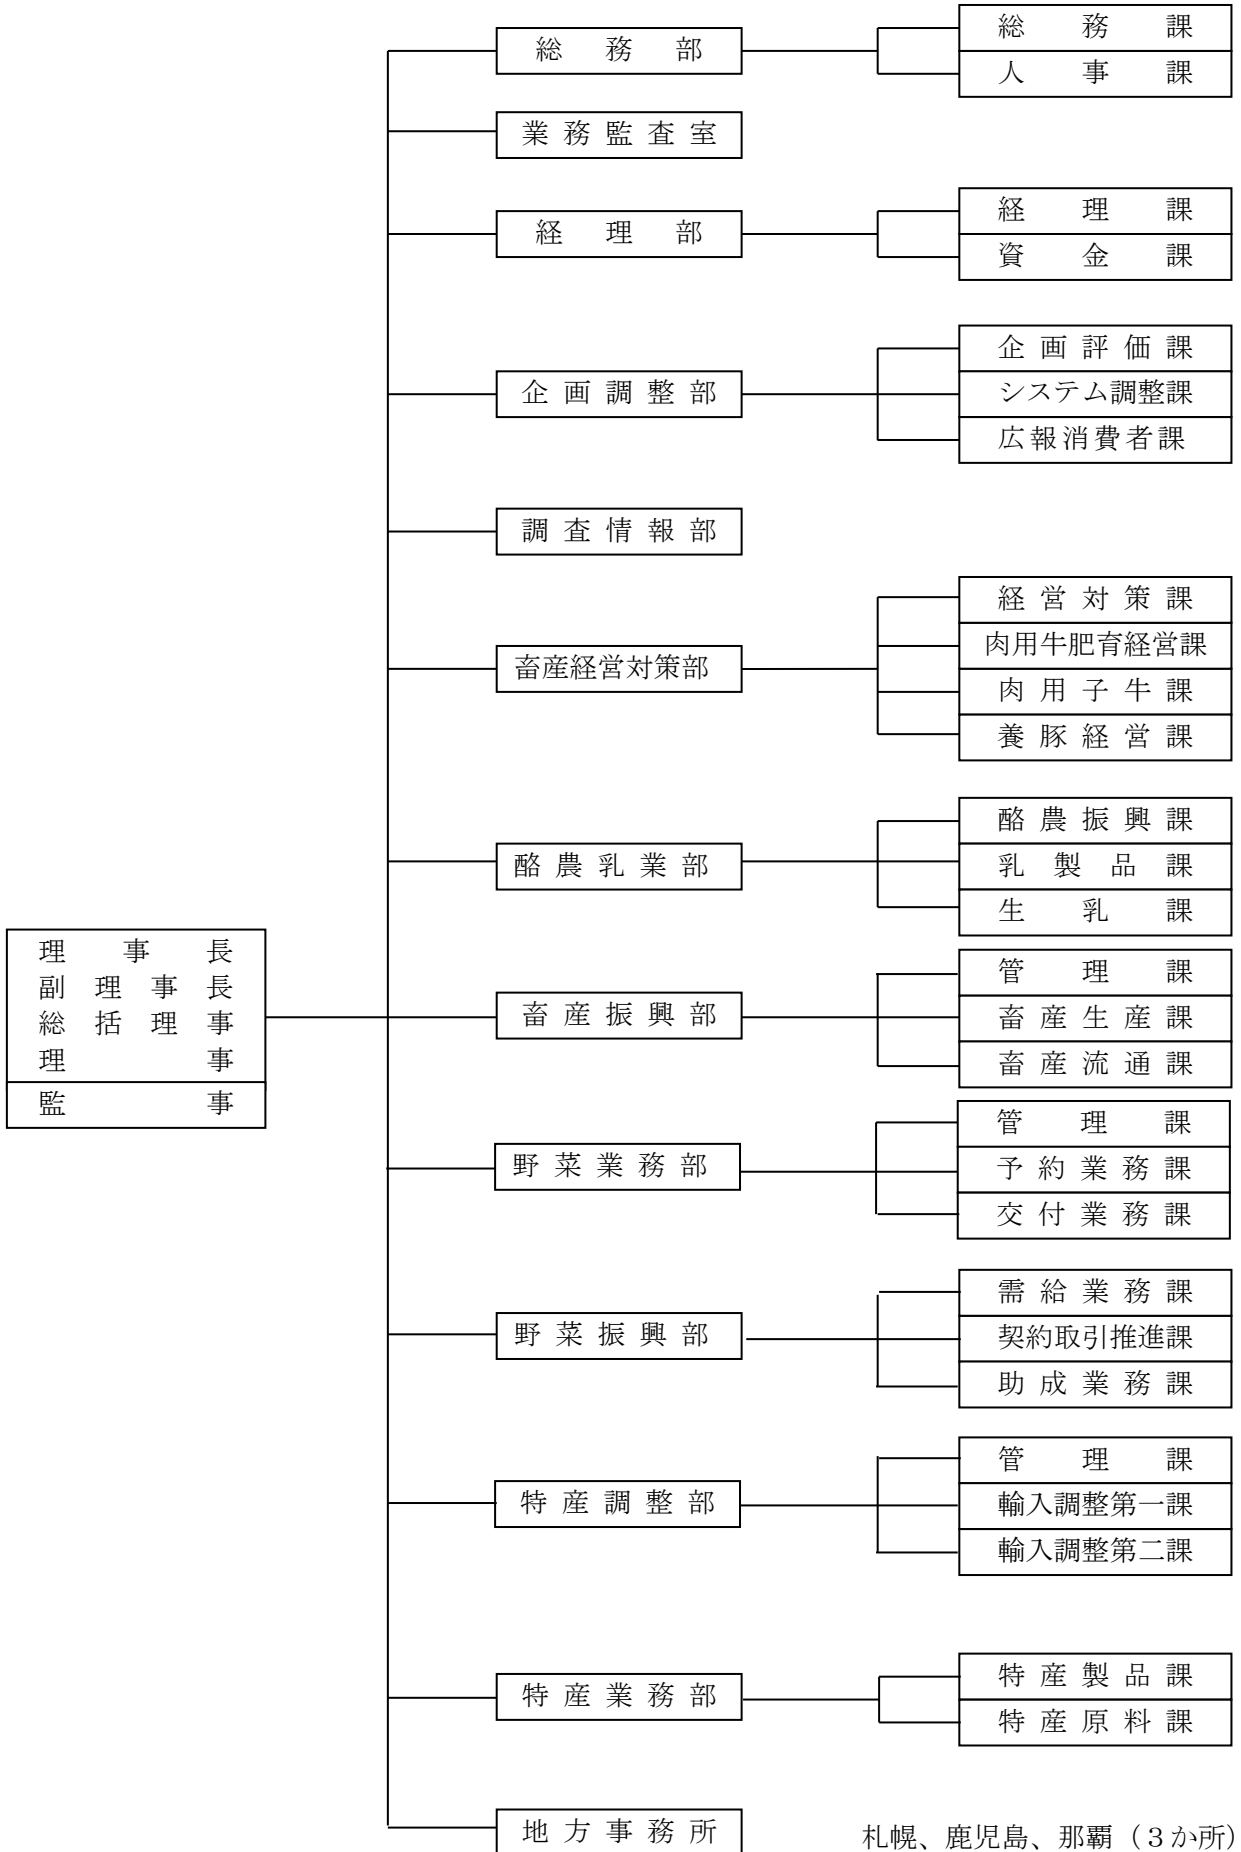 総務部
総務課
人事課
業務監査室
経理部
経理課
資金課
企画調整部
企画評価課
システム調整課
広報消費者課
調査情報部
畜産経営対策部
経営対策課
肉用牛肥育経営課
肉用子牛課
養豚経営課
酪農乳業部
酪農振興課
乳製品課
生乳課
理事長
副理事長
総括理事
理事
監事
畜産振興部
管理課
畜産生産課
畜産流通課
野菜業務部
管理課
予約業務課
交付業務課
野菜振興部
需給業務課
契約取引推進課
助成業務課
特産調整部
管理課
輸入調整第一課
輸入調整第二課
特産業務部
特産製品課
特産原料課
地方事務所
札幌、鹿児島、那覇（３か所）